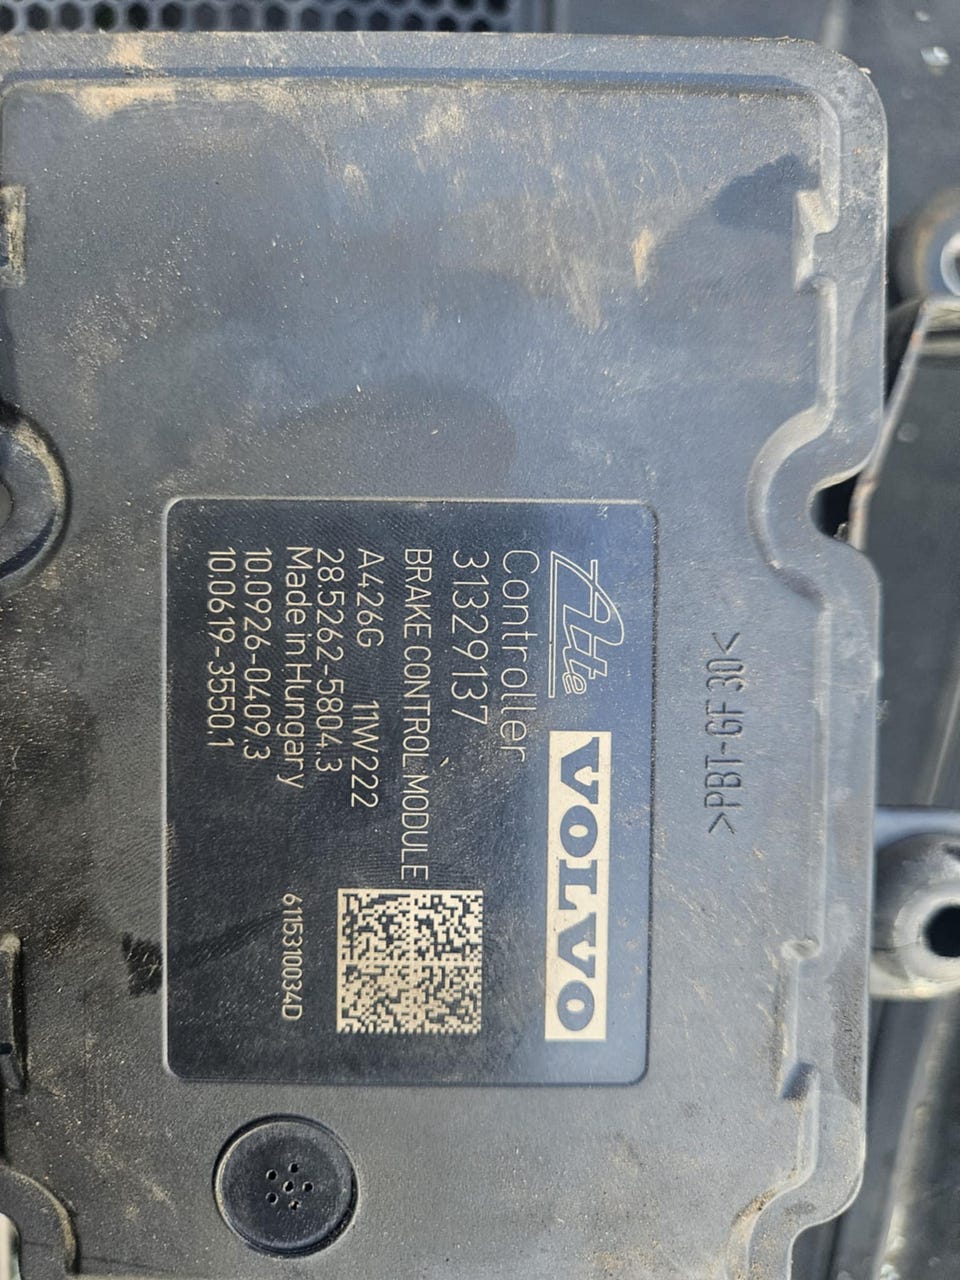 Ate VOLVO
Controller
31329137
BRAKE CONTROL MODULE
A426G 11W222
28.5262-5804.3
Made in Hungary
10.0926-0409.3
10.0619-3550.1
6115310034D
>PBT-GF30<